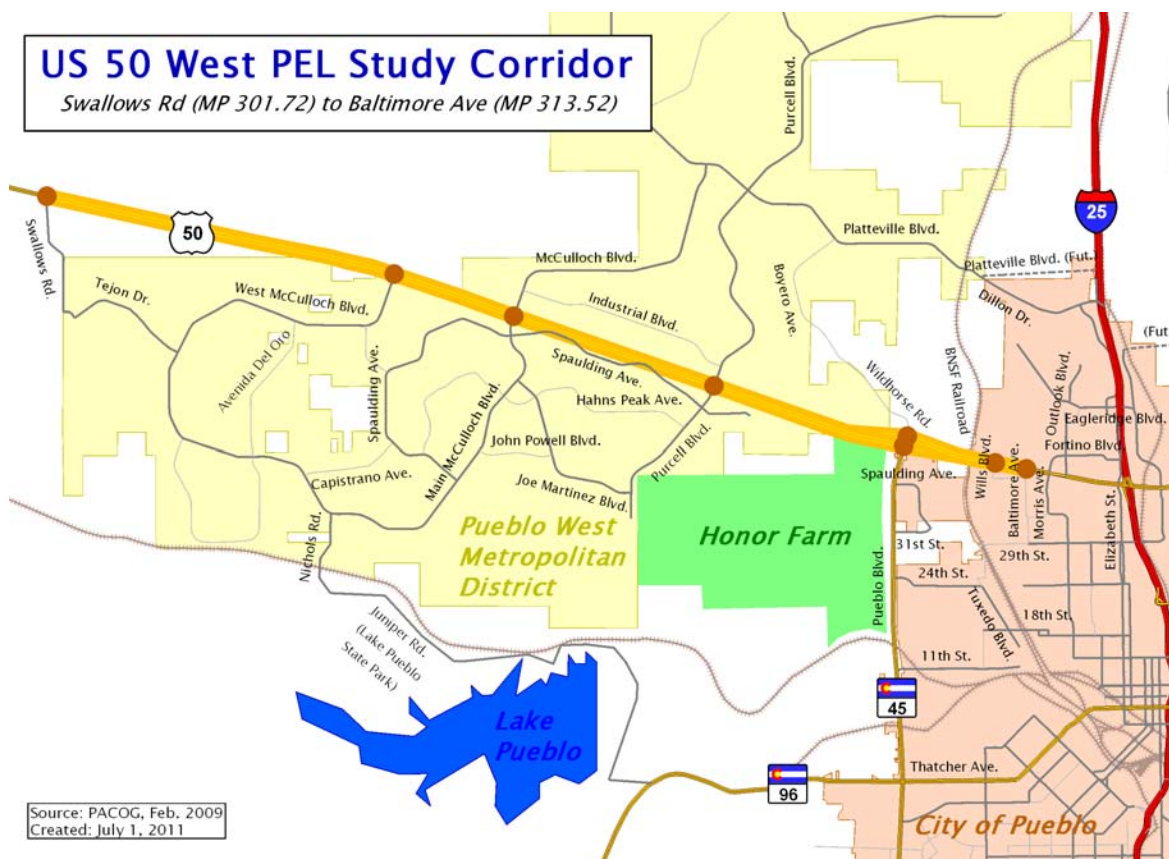 US 50 West PEL Study Corridor
Swallows Rd (MP 301.72) to Baltimore Ave (MP 313.52)
Purcell Blvd.
25
50
Swallows Rd.
Platteville Blvd.
McCulloch Blvd.
Platteville Blvd. (Fut.)
Tejon Dr.
West McCulloch Blvd.
Industrial Blvd.
Boyero Ave.
Dillon Dr.
(Fut
Avenida Del Oro
Spaulding Ave.
Spaulding Ave.
Wildhorse Rd.
BNSF Railroad
Hahns Peak Ave.
Outlook Blvd.
Eagleridge Blvd.
Main McCulloch Blvd.
John Powell Blvd.
Purcell Blvd.
Fortino Blvd.
Spaulding Ave.
Wills Blvd.
Baltimore Ave.
Morris Ave.
Capistrano Ave.
Joe Martinez Blvd.
Elizabeth St.
Nichols Rd.
Pueblo West
Metropolitan
District
Honor Farm
31st St.
29th St.
24th St.
Pueblo Blvd.
Tuxedo Blvd.
18th St.
Juniper Rd.
(Lake Pueblo
State Park)
11th St.
45
Lake
Pueblo
Thatcher Ave.
96
Source: PACOG, Feb. 2009
Created: July 1, 2011
City of Pueblo